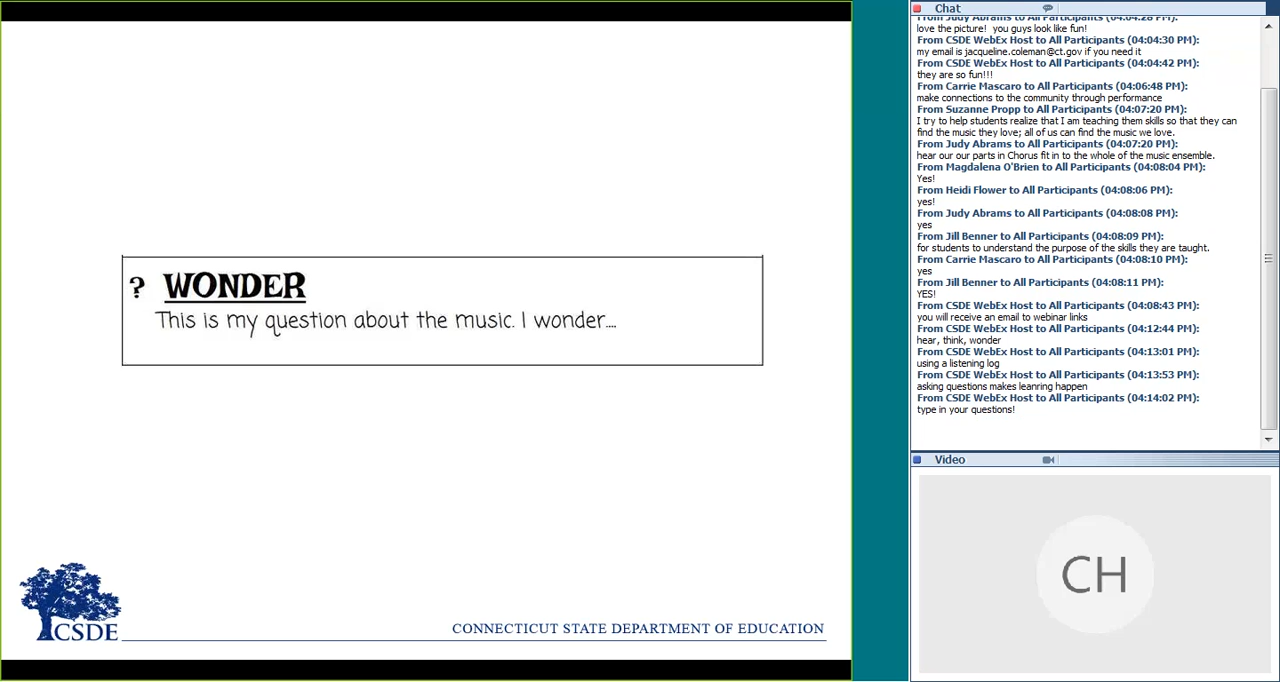 ? WONDER
This is my question about the music. I wonder....
CSDE
CONNECTICUT STATE DEPARTMENT OF EDUCATION
Chat
From Judy Abrams to All Participants (04:04:28 PM):
love the picture! you guys look like fun!
From CSDE WebEx Host to All Participants (04:04:30 PM):
my email is jacqueline.coleman@ct.gov if you need it
From CSDE WebEx Host to All Participants (04:04:42 PM):
they are so fun!!!
From Carrie Mascaro to All Participants (04:06:48 PM):
make connections to the community through performance
From Suzanne Propp to All Participants (04:07:20 PM):
I try to help students realize that I am teaching them skills so that they can
find the music they love; all of us can find the music we love.
From Judy Abrams to All Participants (04:07:20 PM):
hear our our parts in Chorus fit in to the whole of the music ensemble.
From Magdalena O'Brien to All Participants (04:08:04 PM):
Yes!
From Heidi Flower to All Participants (04:08:06 PM):
yes!
From Judy Abrams to All Participants (04:08:08 PM):
yes
From Jill Benner to All Participants (04:08:09 PM):
for students to understand the purpose of the skills they are taught.
From Carrie Mascaro to All Participants (04:08:10 PM):
yes
From Jill Benner to All Participants (04:08:11 PM):
YES!
From CSDE WebEx Host to All Participants (04:08:43 PM):
you will receive an email to webinar links
From CSDE WebEx Host to All Participants (04:12:44 PM):
hear, think, wonder
From CSDE WebEx Host to All Participants (04:13:01 PM):
using a listening log
From CSDE WebEx Host to All Participants (04:13:53 PM):
asking questions makes leanring happen
From CSDE WebEx Host to All Participants (04:14:02 PM):
type in your questions!
Video
CH